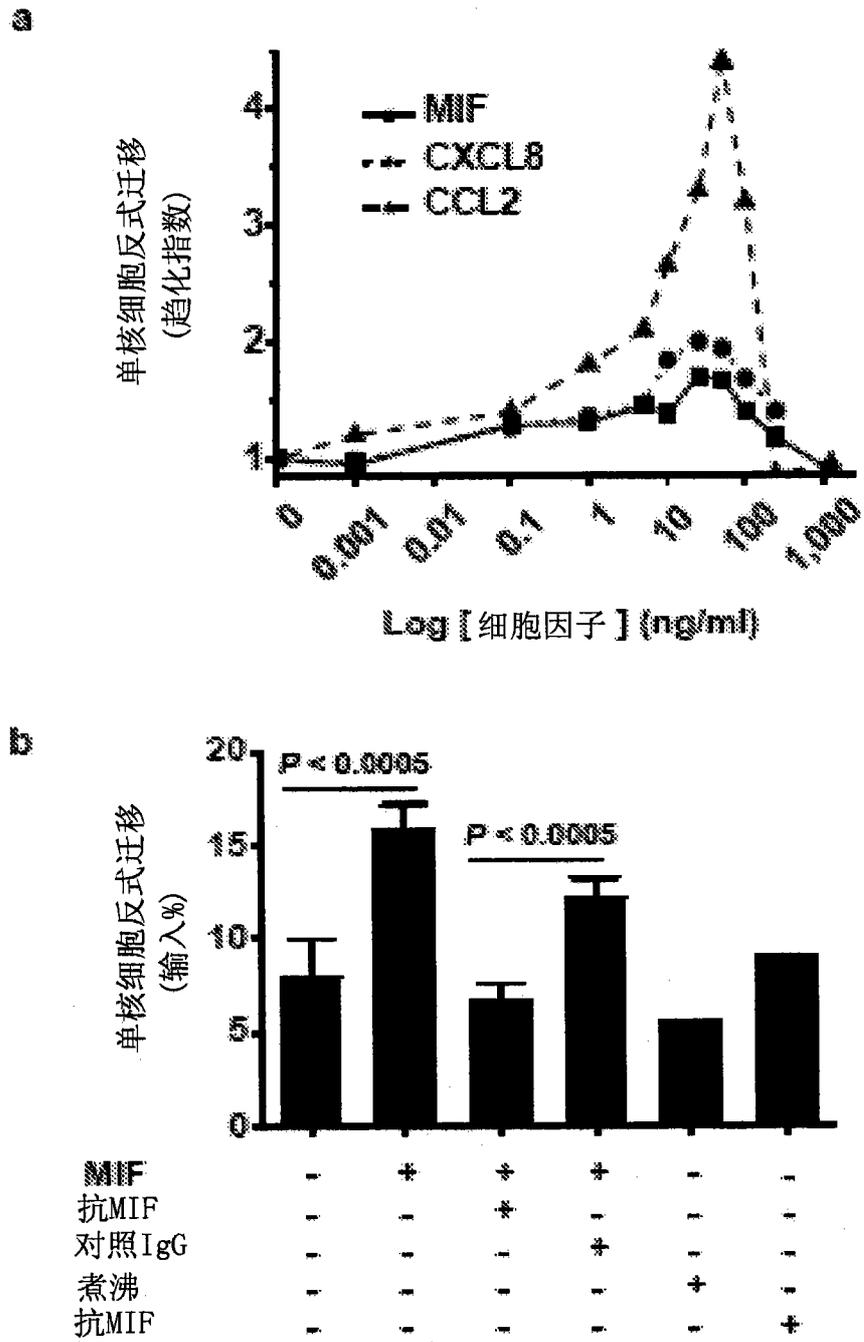 a
MIF
CXCL8
CCL2
单核细胞反式迁移
(趋化指数)
4
3
2
1
0
0.001
0.01
0.1
1
10
100
1,000
Log [细胞因子] (ng/ml)
b
单核细胞反式迁移
(输入%)
20
15
10
5
0
P < 0.0005
P < 0.0005
MIF - + + + - -
抗MIF - - + - - -
对照IgG - - - + - -
煮沸 - - - - + -
抗MIF - - - - - +